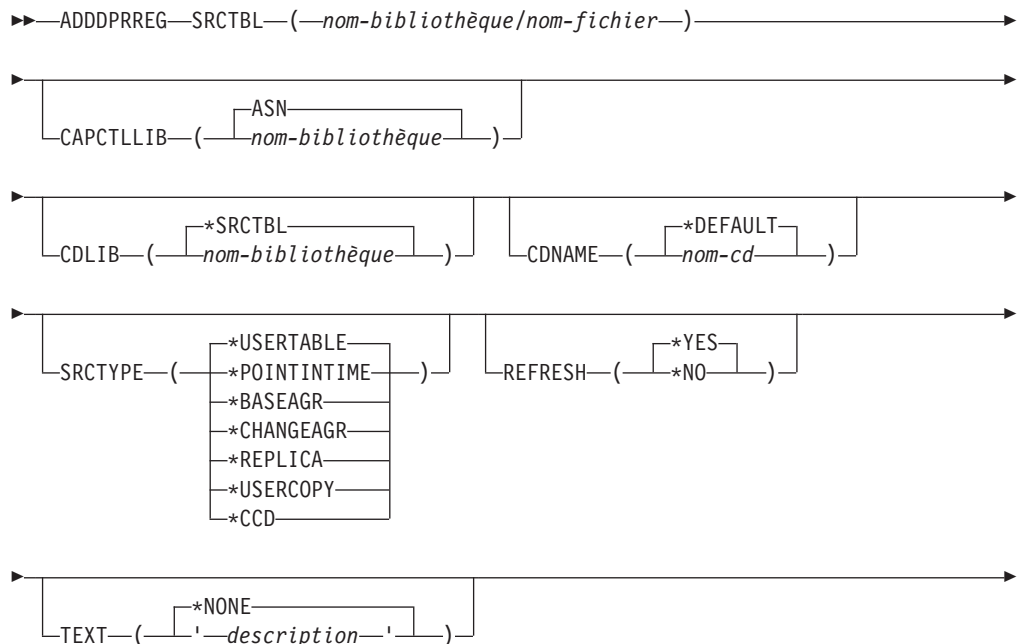 ADDDPRREG SRCTBL ( nom-bibliothèque/nom-fichier )
ASN
CAPCTLLIB ( nom-bibliothèque )
*SRCTBL *DEFAULT
CDLIB ( nom-bibliothèque ) CDNAME ( nom-cd )
*USERTABLE *YES
SRCTYPE ( *POINTINTIME ) REFRESH ( *NO )
*BASEAGR
*CHANGEAGR
*REPLICA
*USERCOPY
*CCD
*NONE
TEXT ( ' description ' )